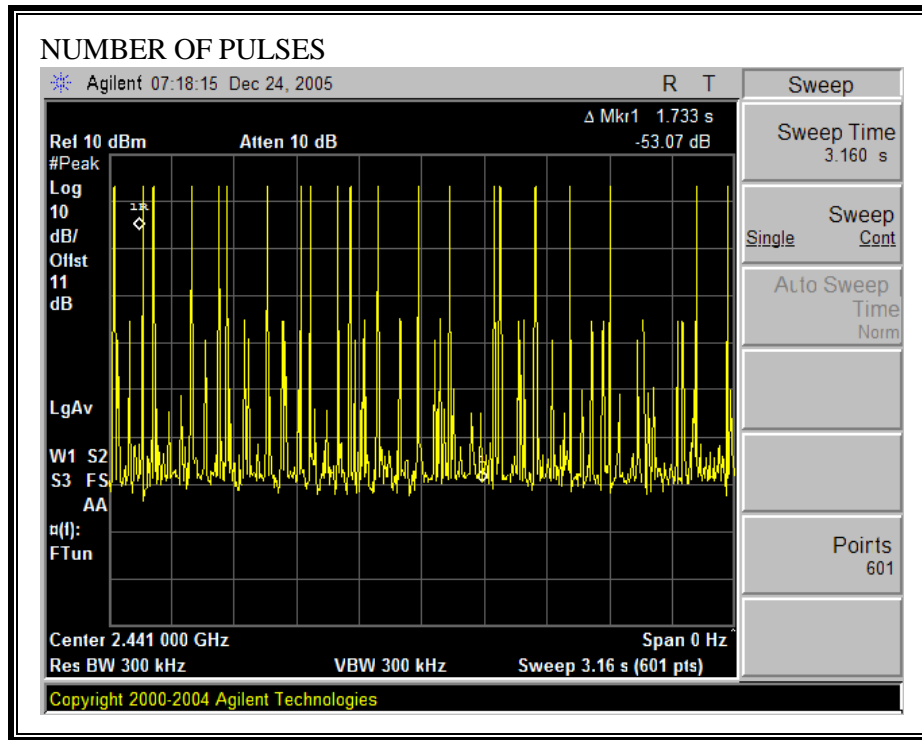 NUMBER OF PULSES
Agilent 07:18:15 Dec 24, 2005 R T
Δ Mkr1 1.733 s
Ref 10 dBm Atten 10 dB -53.07 dB
#Peak
Log
10
dB/
Offst
11
dB
1R
LgAv
W1 S2
S3 FS
AA
¤(f):
FTun
Center 2.441 000 GHz Span 0 Hz^
Res BW 300 kHz VBW 300 kHz Sweep 3.16 s (601 pts)
Copyright 2000-2004 Agilent Technologies
Sweep
Sweep Time
3.160 s
Sweep
Single Cont
Auto Sweep
Time
Norm
Points
601